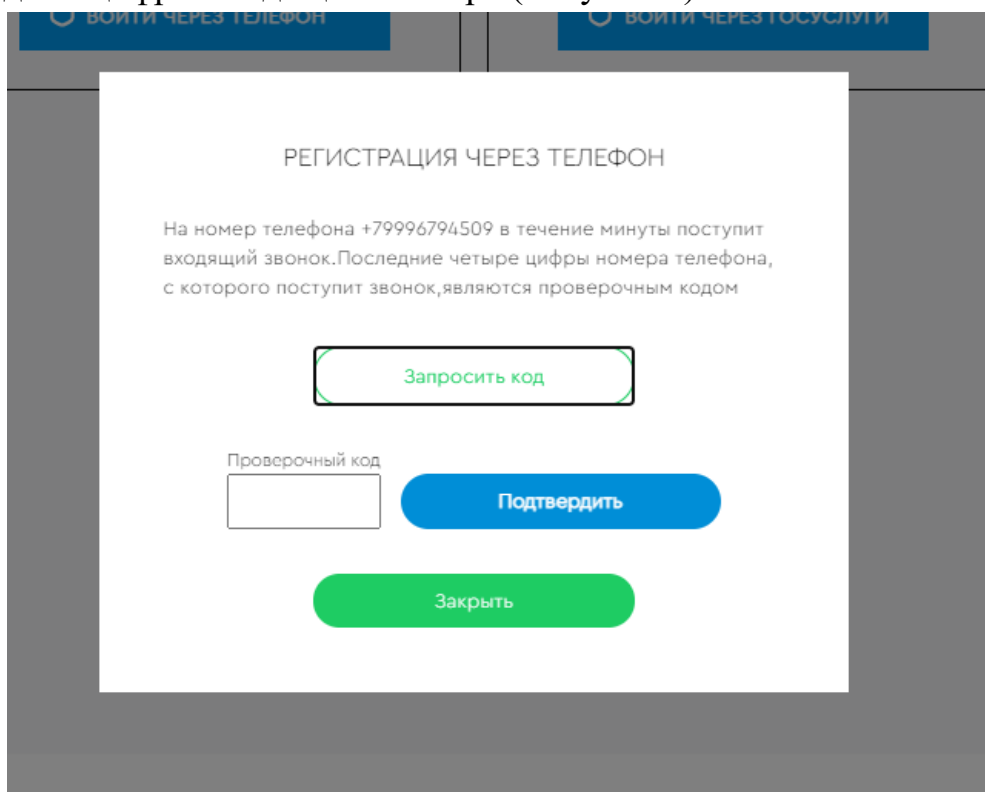 ВОЙТИ ЧЕРЕЗ ТЕЛЕФОН
ВОЙТИ ЧЕРЕЗ ГОСУСЛУГИ
РЕГИСТРАЦИЯ ЧЕРЕЗ ТЕЛЕФОН
На номер телефона +79996794509 в течение минуты поступит
входящий звонок.Последние четыре цифры номера телефона,
с которого поступит звонок,являются проверочным кодом
Запросить код
Проверочный код
Подтвердить
Закрыть